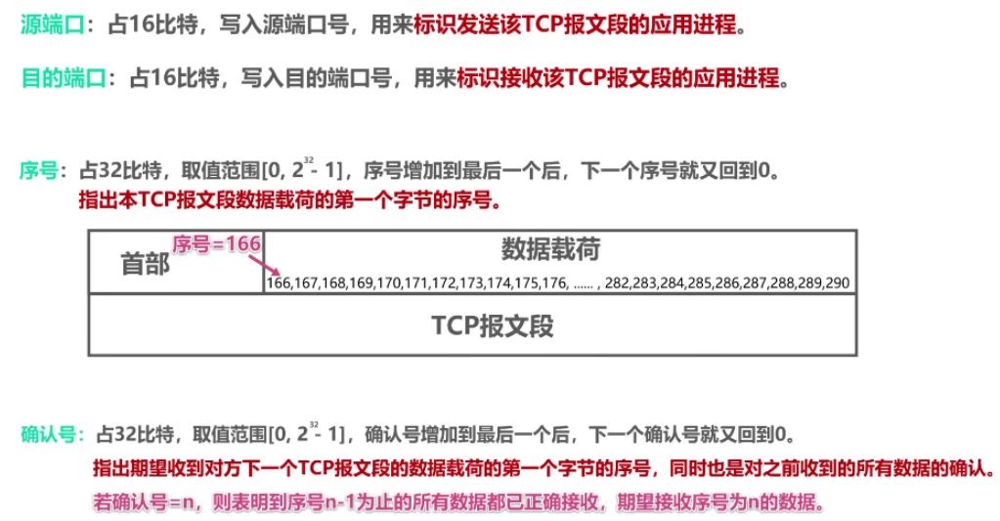 源端口：占16比特，写入源端口号，用来标识发送该TCP报文段的应用进程。
目的端口：占16比特，写入目的端口号，用来标识接收该TCP报文段的应用进程。
序号：占32比特，取值范围[0, 2^32 - 1]，序号增加到最后一个后，下一个序号就又回到0。
指出本TCP报文段数据载荷的第一个字节的序号。
首部
序号=166
数据载荷
166,167,168,169,170,171,172,173,174,175,176, ...... , 282,283,284,285,286,287,288,289,290
TCP报文段
确认号：占32比特，取值范围[0, 2^32 - 1]，确认号增加到最后一个后，下一个确认号就又回到0。
指出期望收到对方下一个TCP报文段的数据载荷的第一个字节的序号，同时也是对之前收到的所有数据的确认。
若确认号=n，则表明到序号n-1为止的所有数据都已正确接收，期望接收序号为n的数据。